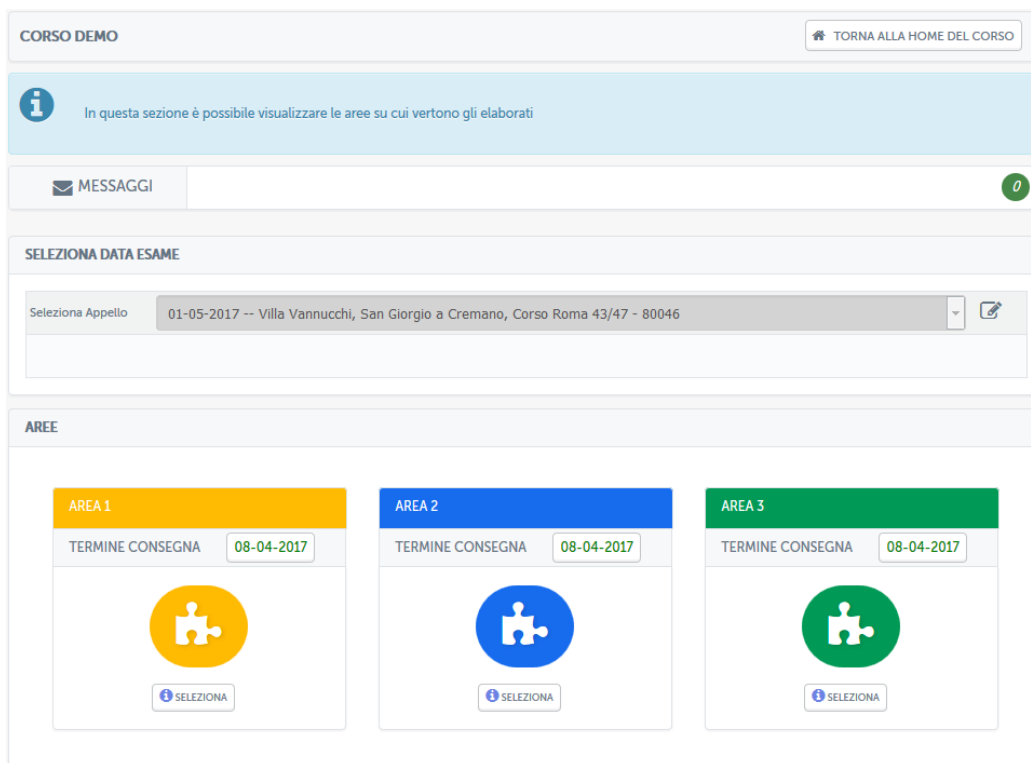 CORSO DEMO
TORNA ALLA HOME DEL CORSO
In questa sezione è possibile visualizzare le aree su cui vertono gli elaborati
MESSAGGI
0
SELEZIONA DATA ESAME
Seleziona Appello
01-05-2017 -- Villa Vannucchi, San Giorgio a Cremano, Corso Roma 43/47 - 80046
AREE
AREA 1
TERMINE CONSEGNA 08-04-2017
SELEZIONA
AREA 2
TERMINE CONSEGNA 08-04-2017
SELEZIONA
AREA 3
TERMINE CONSEGNA 08-04-2017
SELEZIONA